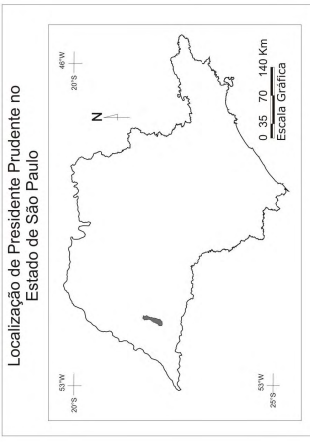 Localização de Presidente Prudente no
Estado de São Paulo
53°W
20°S
46°W
20°S
N
53°W
25°S
0 35 70 140 Km
Escala Gráfica